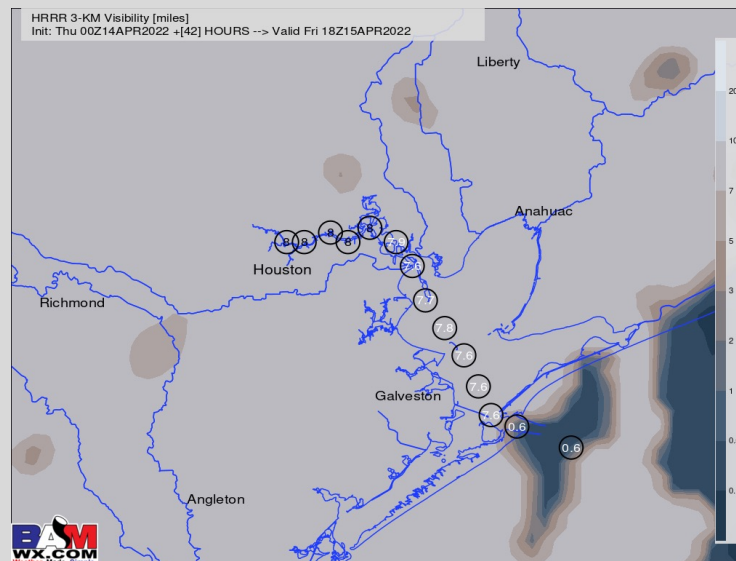 HRRR 3-KM Visibility [miles]
Init: Thu 00Z14APR2022 +[42] HOURS --> Valid Fri 18Z15APR2022
Liberty
20
10
7
Anahuac
8
8
8
8
8
5
Houston
3
Richmond
7.7
7.8
2
7.6
7.6
1
Galveston
7.6
0.6
0.6
Angleton
BAM
WX.COM